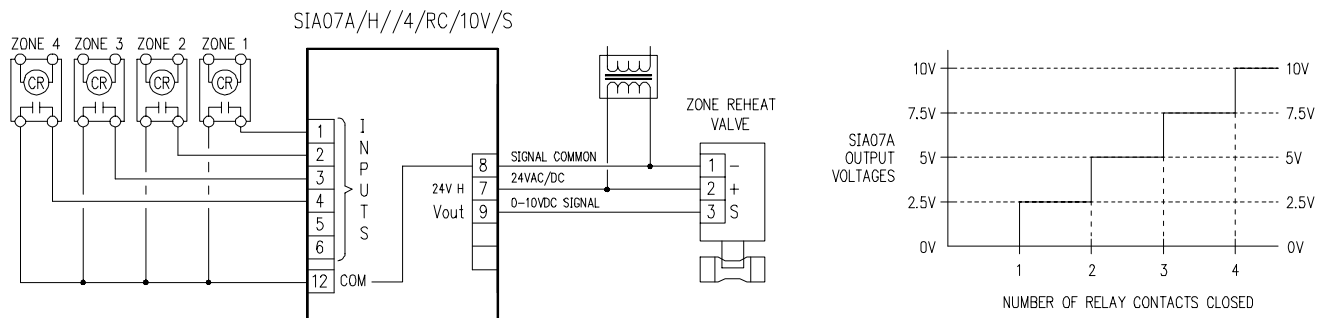 SIA07A/H//4/RC/10V/S
ZONE 4 ZONE 3 ZONE 2 ZONE 1
CR CR CR CR
1
2
3
4
5
6
12 COM
INPUTS
8
24V H 7
Vout 9
SIGNAL COMMON
24VAC/DC
0-10VDC SIGNAL
ZONE REHEAT
VALVE
1 -
2 +
3 S
SIA07A
OUTPUT
VOLTAGES
10V 10V
7.5V 7.5V
5V 5V
2.5V 2.5V
0V 0V
1 2 3 4
NUMBER OF RELAY CONTACTS CLOSED